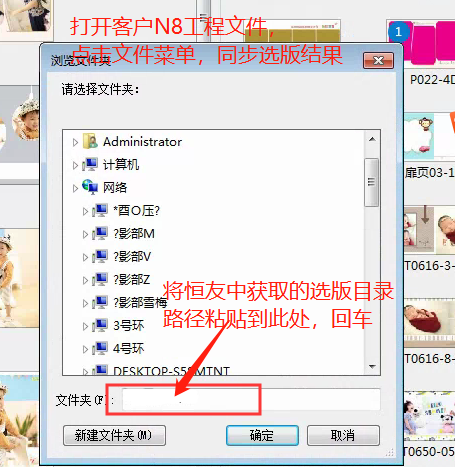 打开客户N8工程文件，
点击文件菜单，同步选版结果
1
浏览文件夹
请选择文件夹：
P022-4D
Administrator
计算机
网络
*酉O压?
?影部M
扉页03-1
?影部V
?影部Z
T0616-3-
?影部雪梅
将恒友中获取的选版目录
路径粘贴到此处，回车
3号环
4号环
T0616-8-
DESKTOP-S58MTNT
文件夹(F)：
新建文件夹(M)
确定
取消
T0650-05